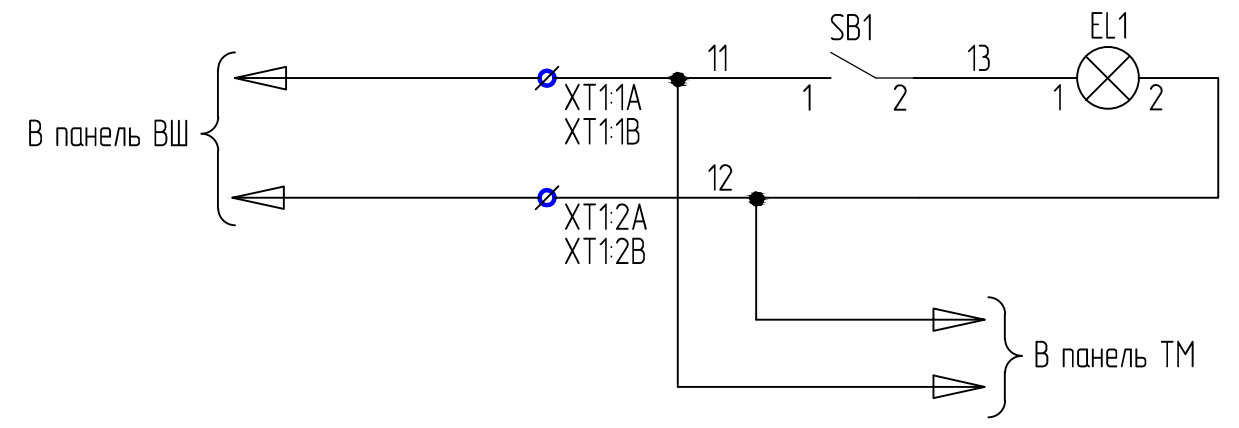 SB1
EL1
11
13
1
2
1
2
XT1:1A
XT1:1B
В панель ВШ
12
XT1:2A
XT1:2B
В панель ТМ